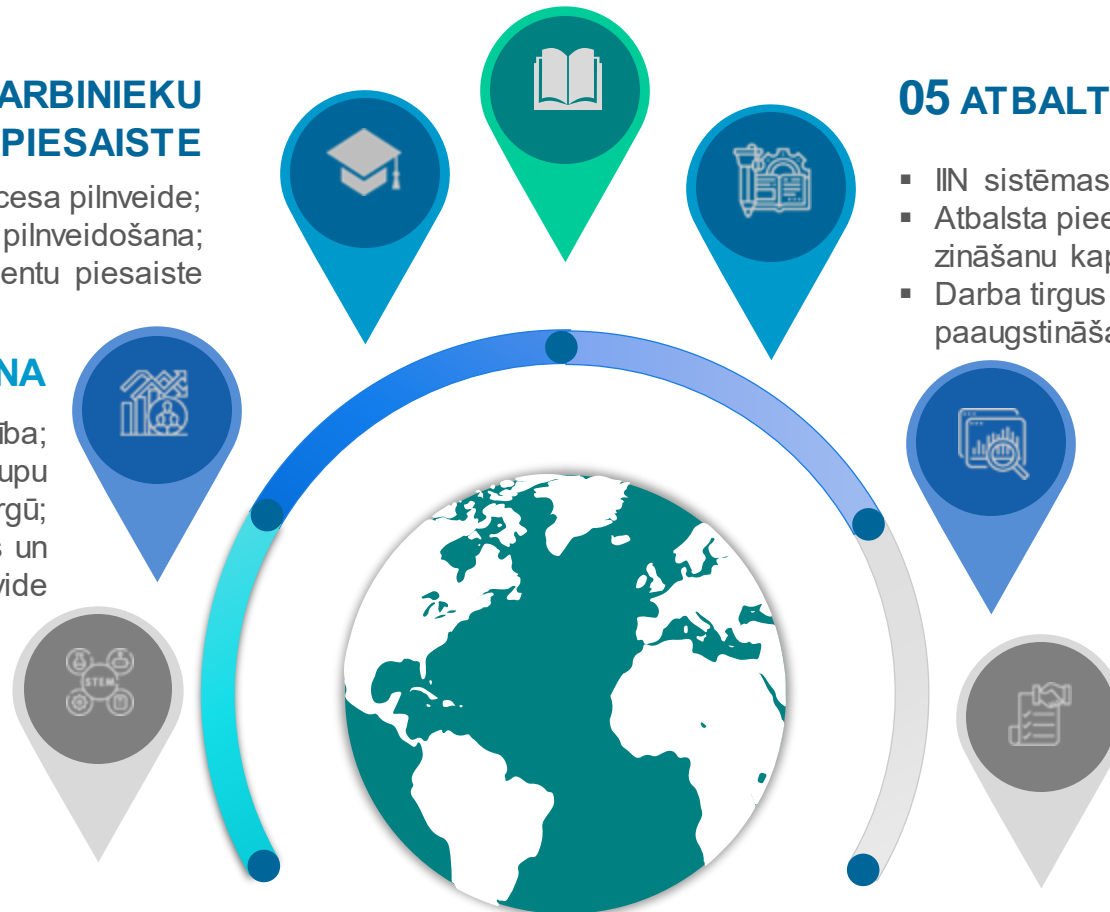 ARBINIEKU
PIESAISTE
cesa pilnveide;
pilnveidošana;
entu piesaiste
NA
ība;
upu
rgū;
s un
vide
STEM
05 ATBALT
▪ IIN sistēmas
▪ Atbalsta piee
zināšanu kap
▪ Darba tirgus
paaugstināša